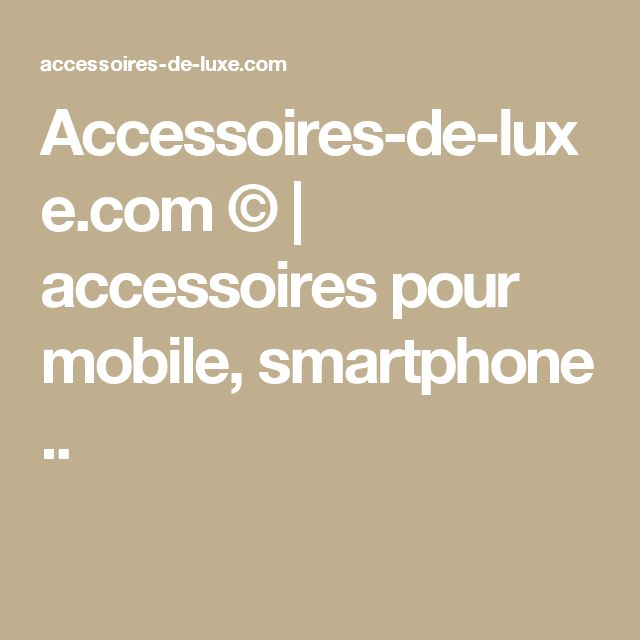 accessoires-de-luxe.com
Accessoires-de-lux
e.com © |
accessoires pour
mobile, smartphone
..